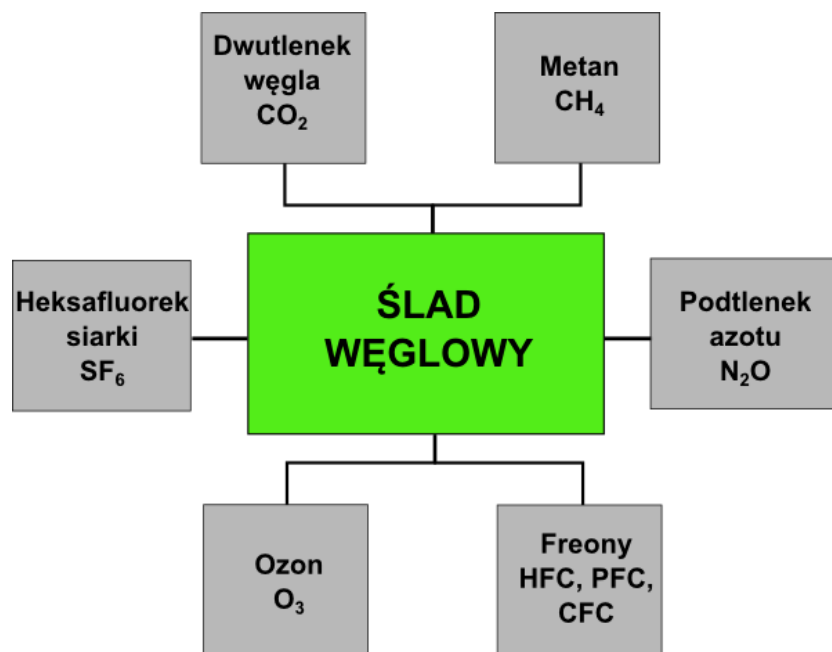 Dwutlenek
węgla
CO₂
Metan
CH₄
Heksafluorek
siarki
SF₆
ŚLAD
WĘGLOWY
Podtlenek
azotu
N₂O
Ozon
O₃
Freony
HFC, PFC,
CFC